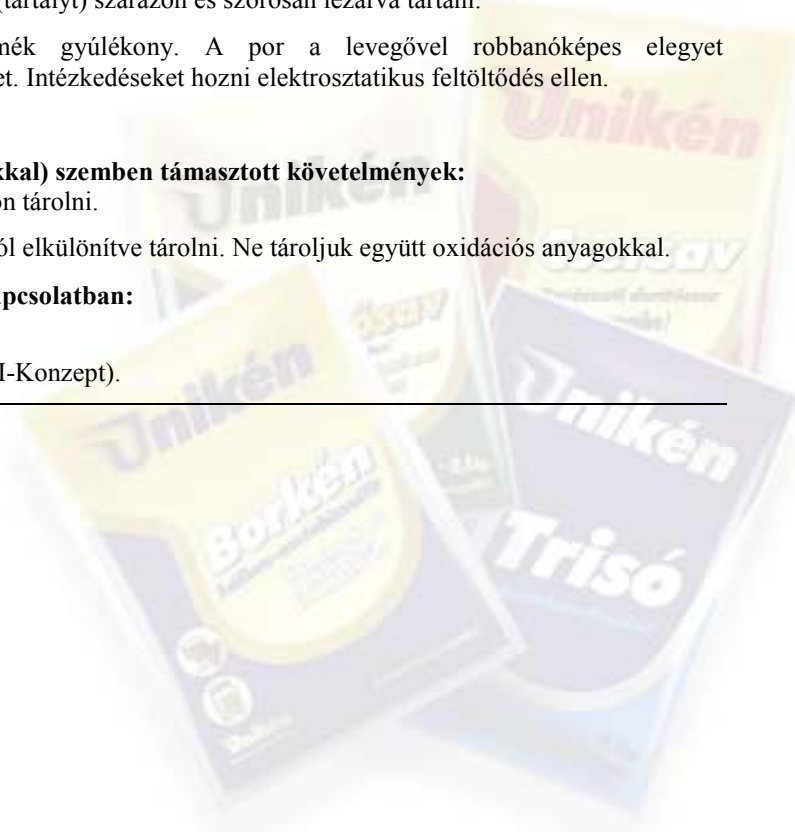 (tartályt) szárazon és szorosan lezárva tartani.
mék gyúlékony. A por a levegővel robbanóképes elegyet
et. Intézkedéseket hozni elektrosztatikus feltöltődés ellen.
kkal) szemben támasztott követelmények:
on tárolni.
ól elkülönítve tárolni. Ne tároljuk együtt oxidációs anyagokkal.
apcsolatban:
I-Konzept).
Unikén
Unikén
Unikén
Unikén
Borkén
Trisó